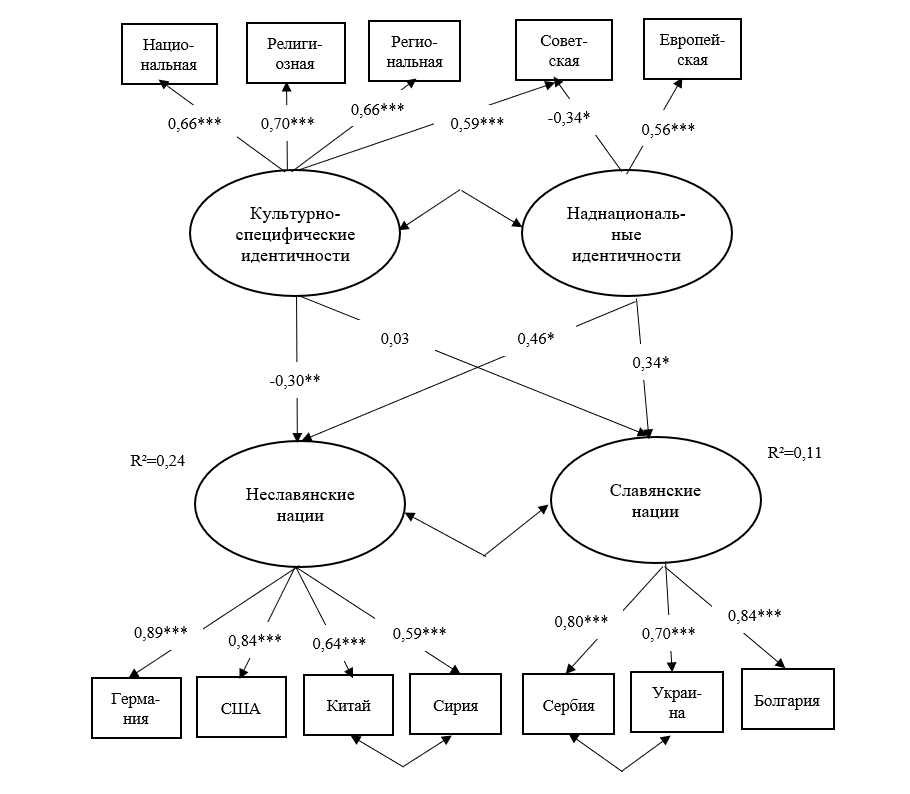 Нацио-
нальная
Религи-
озная
Регио-
нальная
Совет-
ская
Европей-
ская
0,66***
0,70***
0,66***
0,59***
-0,34*
0,56***
Культурно-
специфические
идентичности
Наднациональ-
ные
идентичности
0,03
0,46*
-0,30**
0,34*
R²=0,24
R²=0,11
Неславянские
нации
Славянские
нации
0,89***
0,84***
0,64***
0,59***
0,80***
0,70***
0,84***
Герма-
ния
США
Китай
Сирия
Сербия
Украи-
на
Болгария